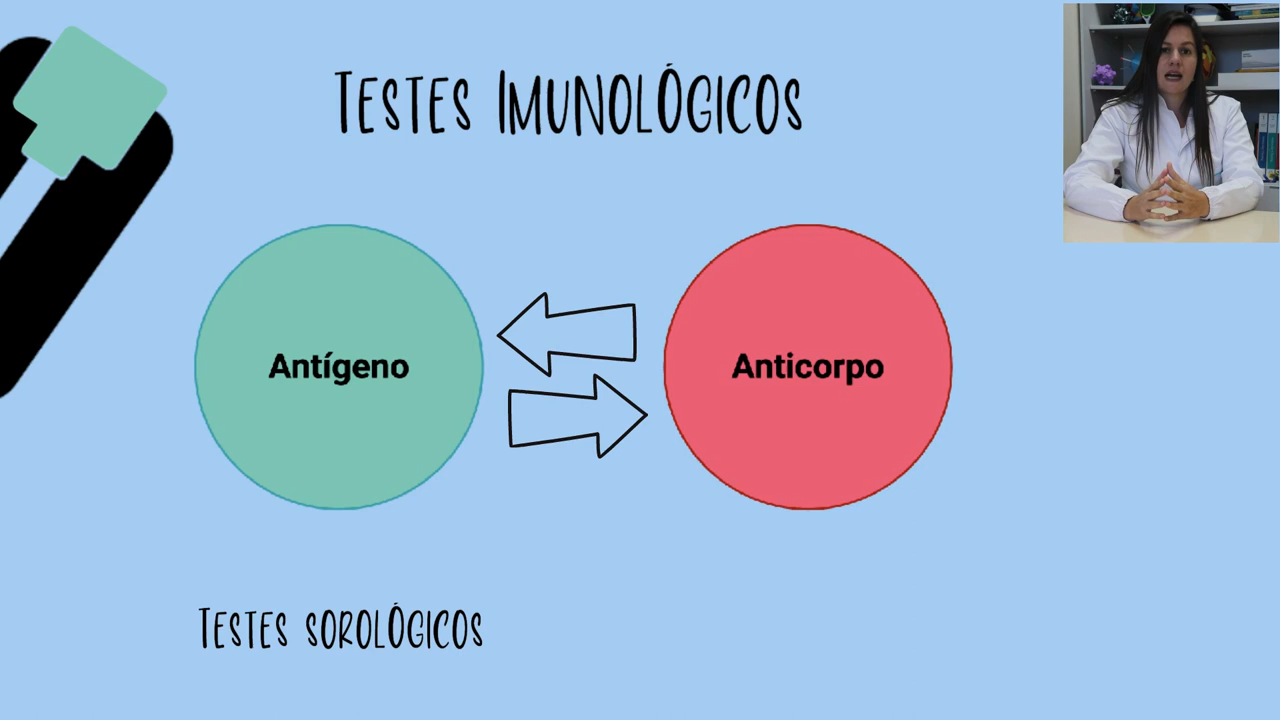 Testes Imunológicos
Antígeno
Anticorpo
Testes sorológicos